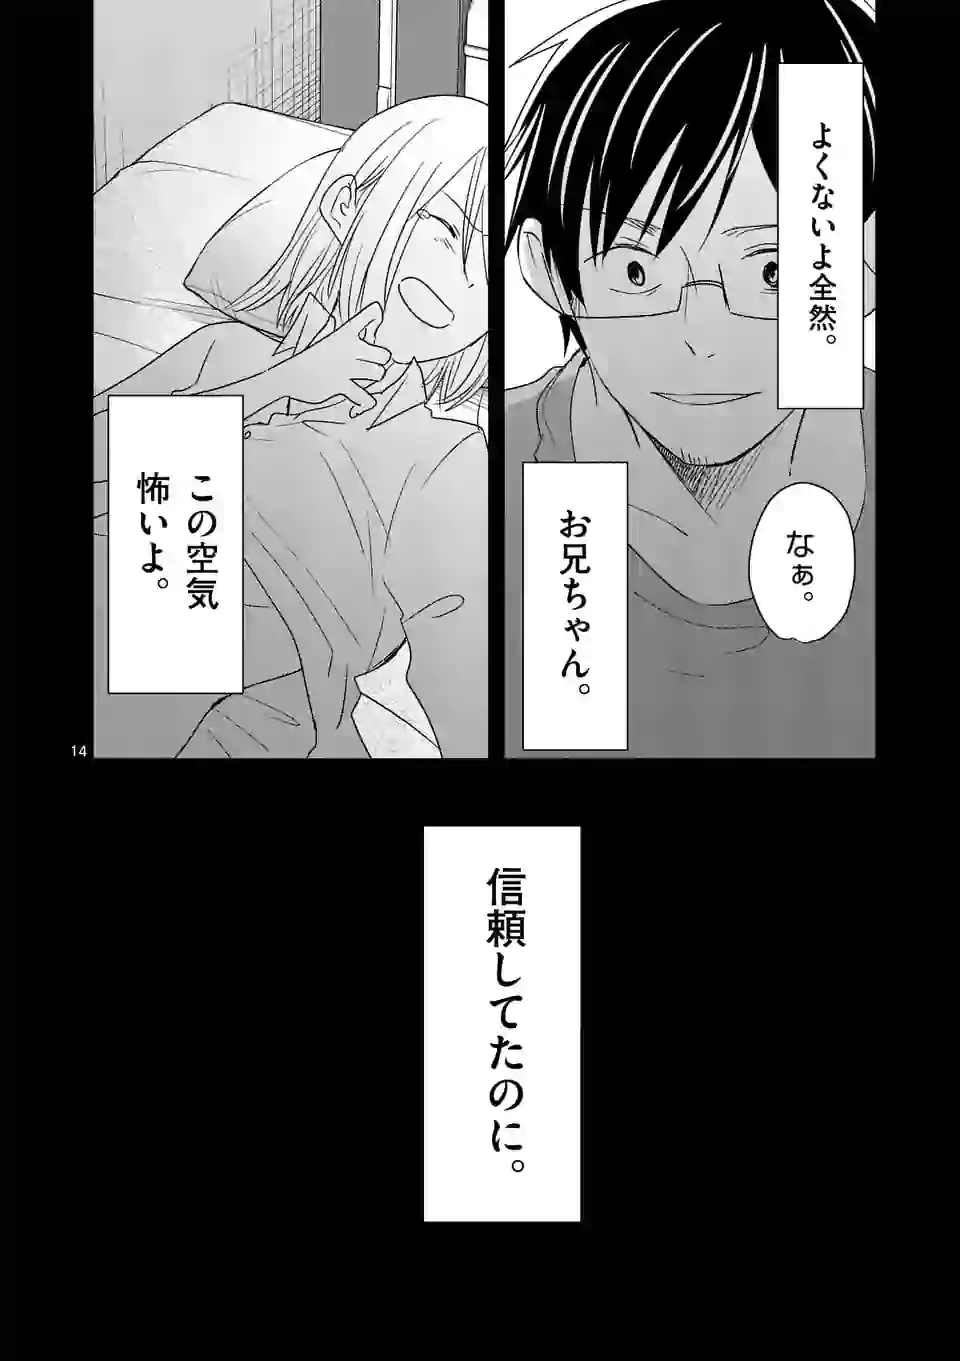 よくないよ全然。
なぁ。
お兄ちゃん。
この空気
怖いよ。
14
信頼してたのに。